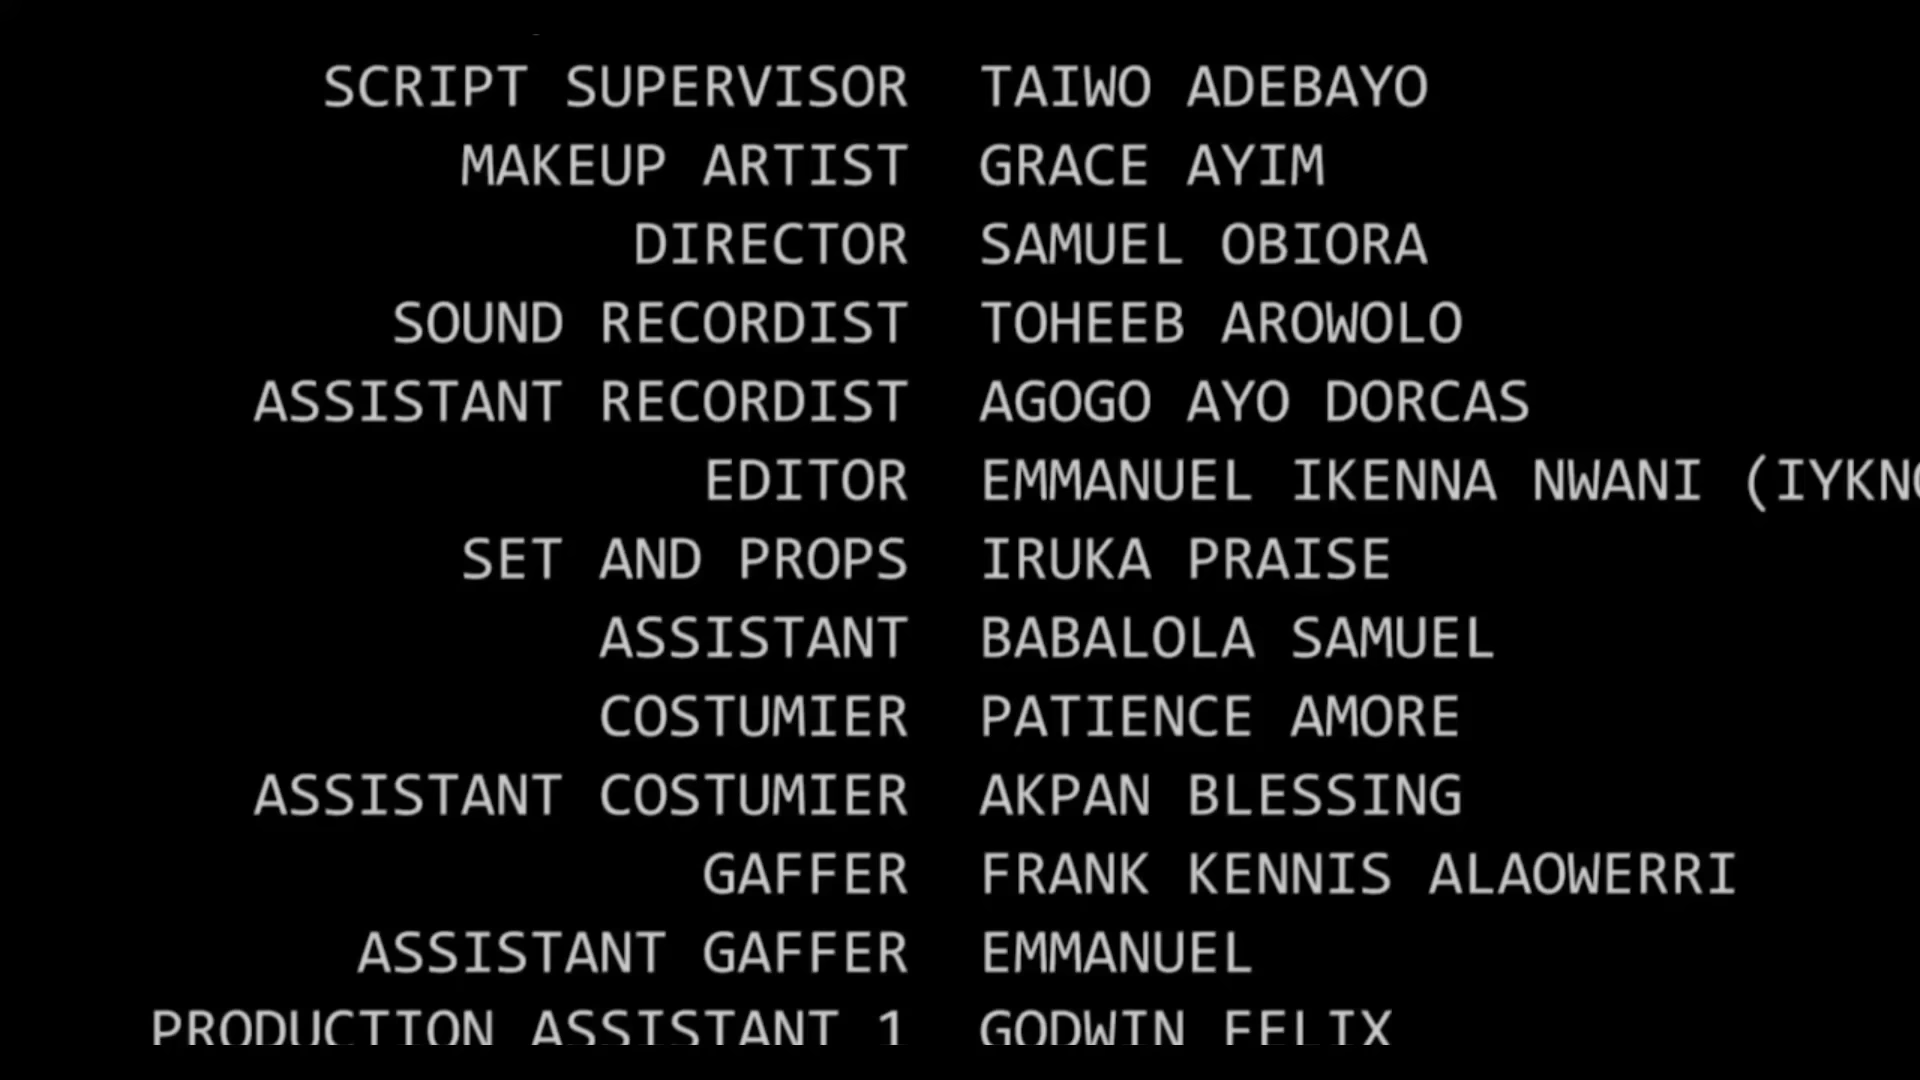 SCRIPT SUPERVISOR TAIWO ADEBAYO
MAKEUP ARTIST GRACE AYIM
DIRECTOR SAMUEL OBIORA
SOUND RECORDIST TOHEEB AROWOLO
ASSISTANT RECORDIST AGOGO AYO DORCAS
EDITOR EMMANUEL IKENNA NWANI
SET AND PROPS IRUKA PRAISE
ASSISTANT BABALOLA SAMUEL
COSTUMIER PATIENCE AMORE
ASSISTANT COSTUMIER AKPAN BLESSING
GAFFER FRANK KENNIS ALAOWERRI
ASSISTANT GAFFER EMMANUEL
PRODUCTION ASSISTANT 1 GODWIN FELIX